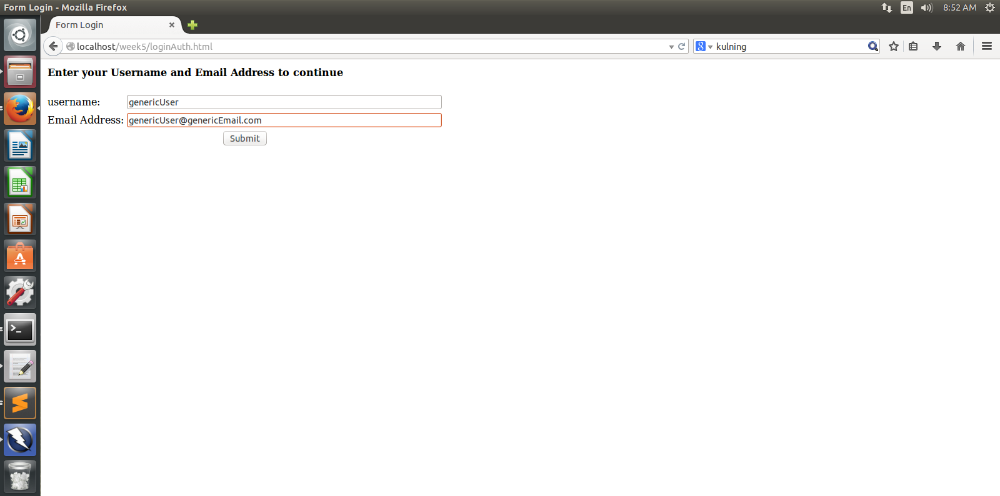 Form Login - Mozilla Firefox
En
8:52 AM
Form Login
localhost/week5/loginAuth.html
8
kulning
Enter your Username and Email Address to continue
username:
genericUser
Email Address:
genericUser@genericEmail.com
Submit
A
>_